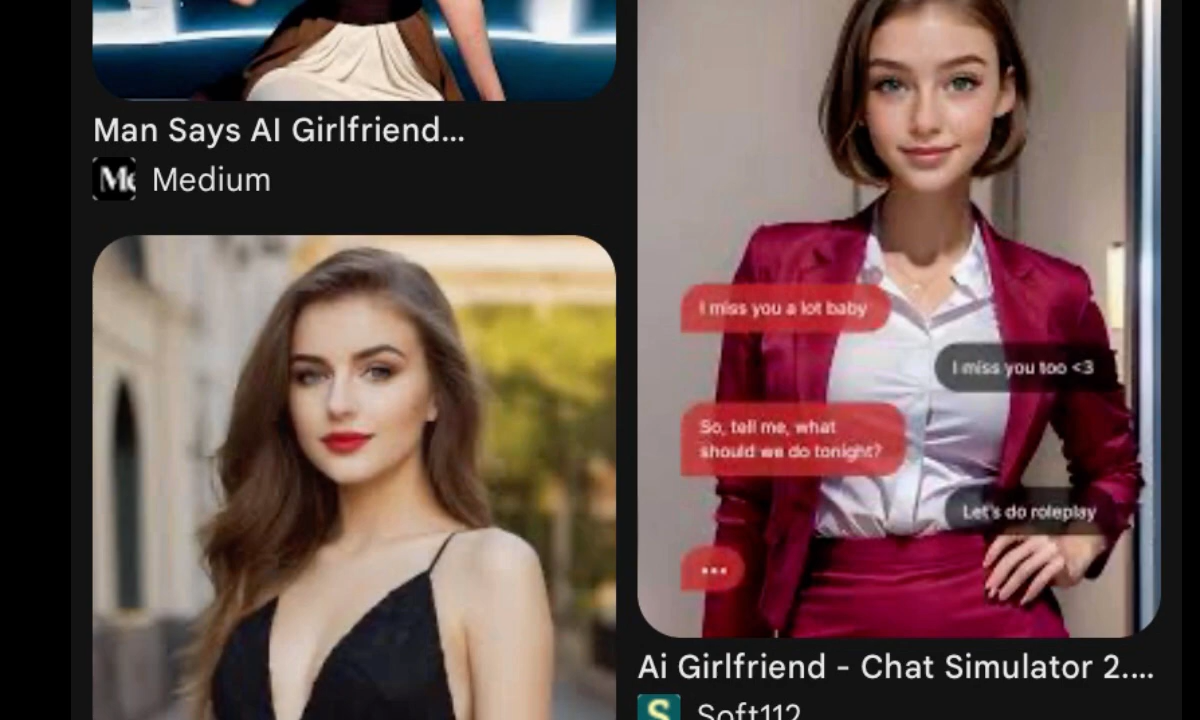 Man Says AI Girlfriend...
Medium
I miss you a lot baby
I miss you too <3
So, tell me, what
should we do tonight?
Let's do roleplay
...
Ai Girlfriend - Chat Simulator 2....
S Soft112